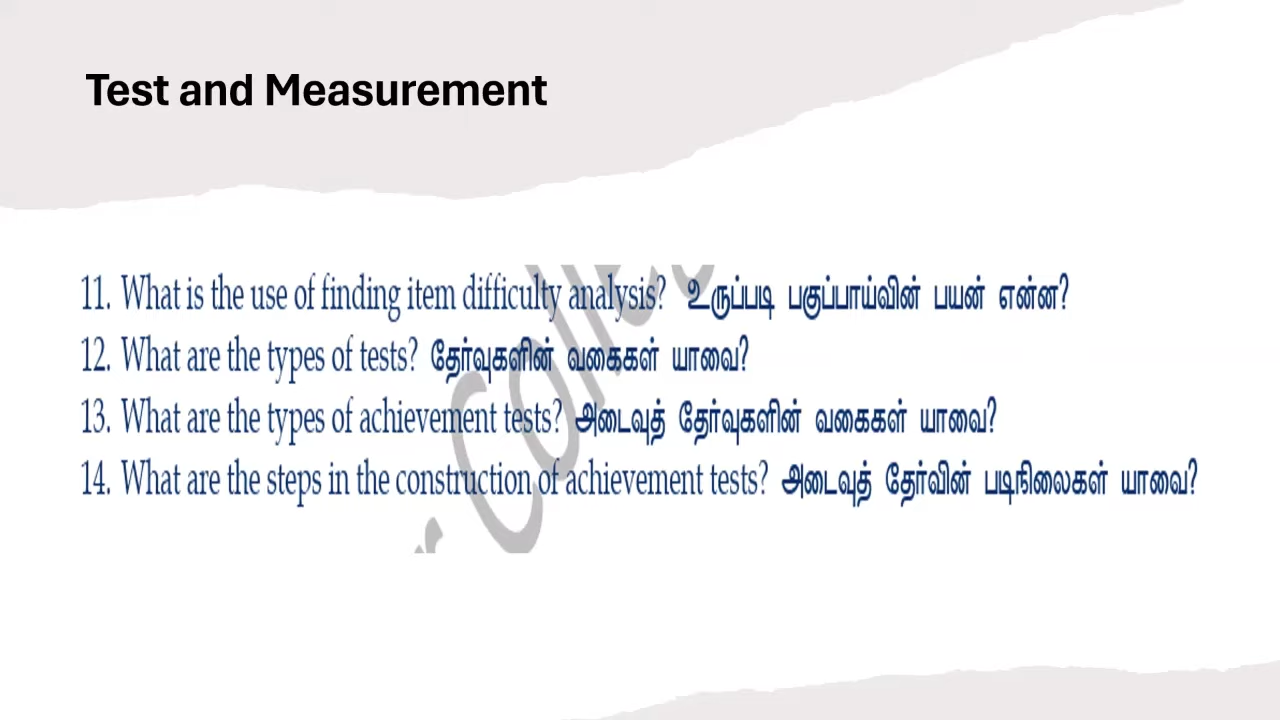 Test and Measurement
11. What is the use of finding item difficulty analysis? உருப்படி பகுப்பாய்வின் பயன் என்ன?
12. What are the types of tests? தேர்வுகளின் வகைகள் யாவை?
13. What are the types of achievement tests? அடைவுத் தேர்வுகளின் வகைகள் யாவை?
14. What are the steps in the construction of achievement tests? அடைவுத் தேர்வின் படிநிலைகள் யாவை?